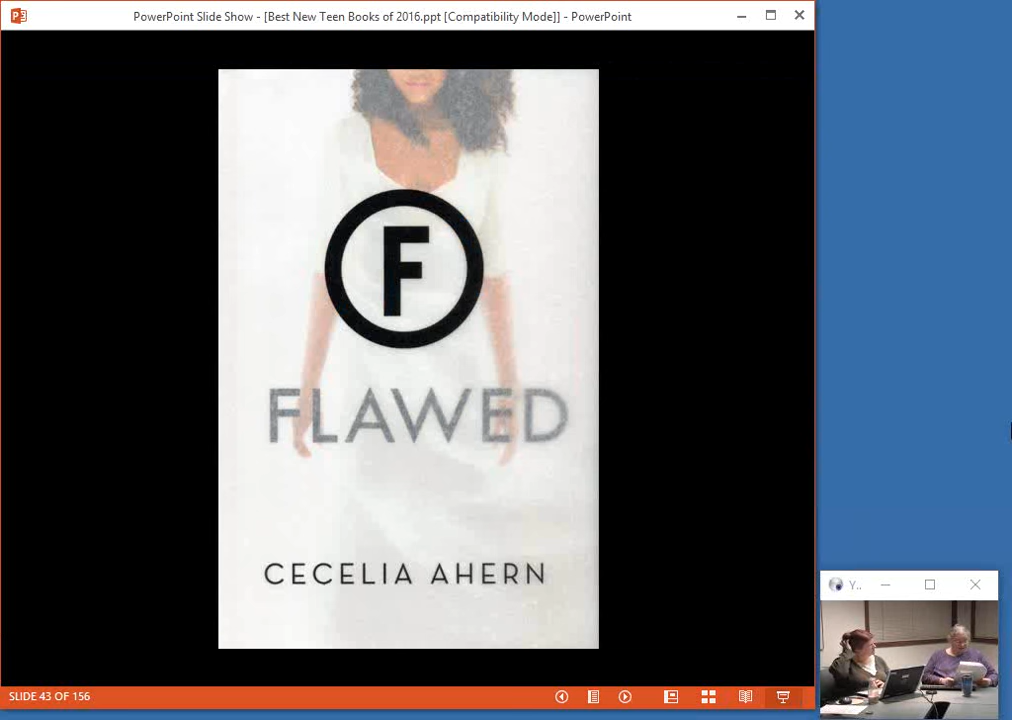 PowerPoint Slide Show - [Best New Teen Books of 2016.ppt [Compatibility Mode]] - PowerPoint
F
FLAWED
CECELIA AHERN
Y..
SLIDE 43 OF 156